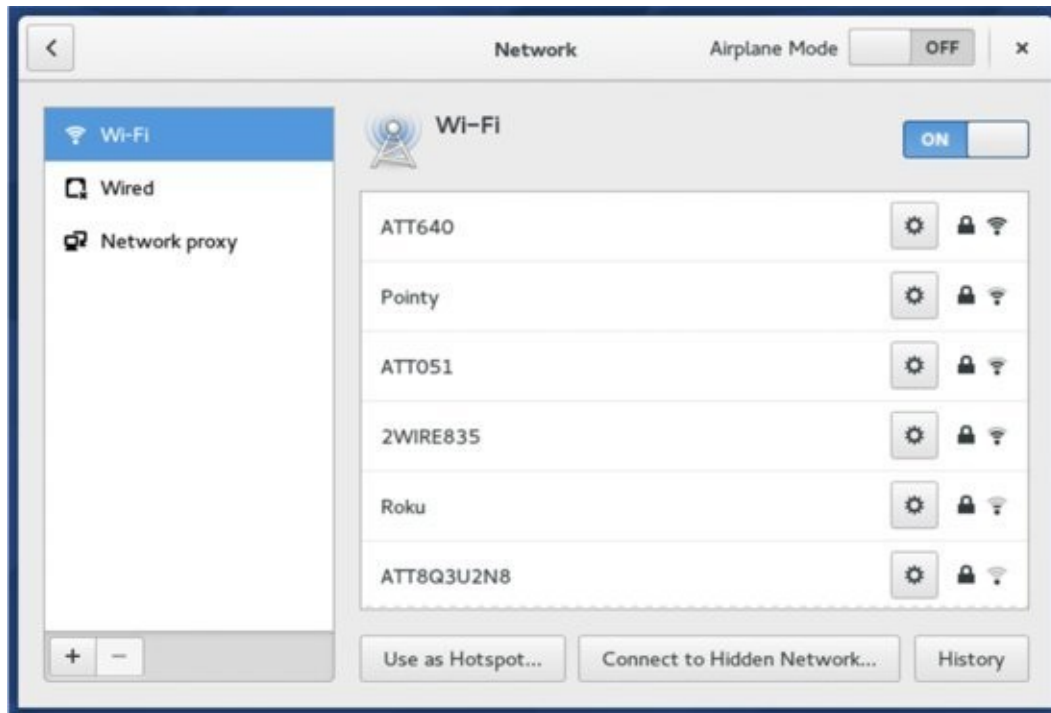 Network
Airplane Mode OFF
Wi-Fi
Wired
Network proxy
Wi-Fi
ON
ATT640
Pointy
ATT051
2WIRE835
Roku
ATT8Q3U2N8
Use as Hotspot...
Connect to Hidden Network...
History